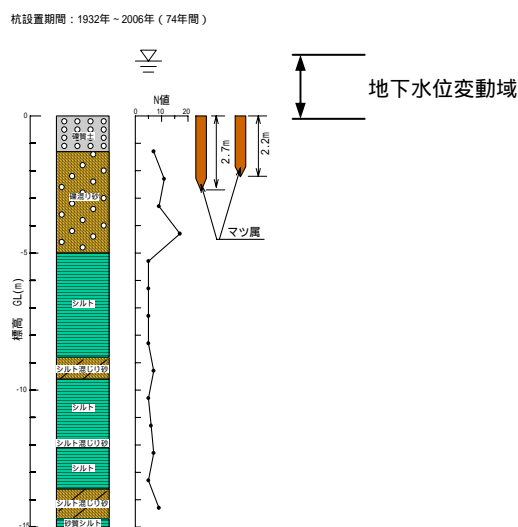 杭設置期間：1932年～2006年（74年間）
地下水位変動域
N値
0 10 20
0
-5
-10
-15
標高 GL(m)
礫質土
礫混り砂
シルト
シルト混じり砂
シルト
シルト混じり砂
シルト
シルト混じり砂
砂質シルト
2.7m
2.2m
マツ属